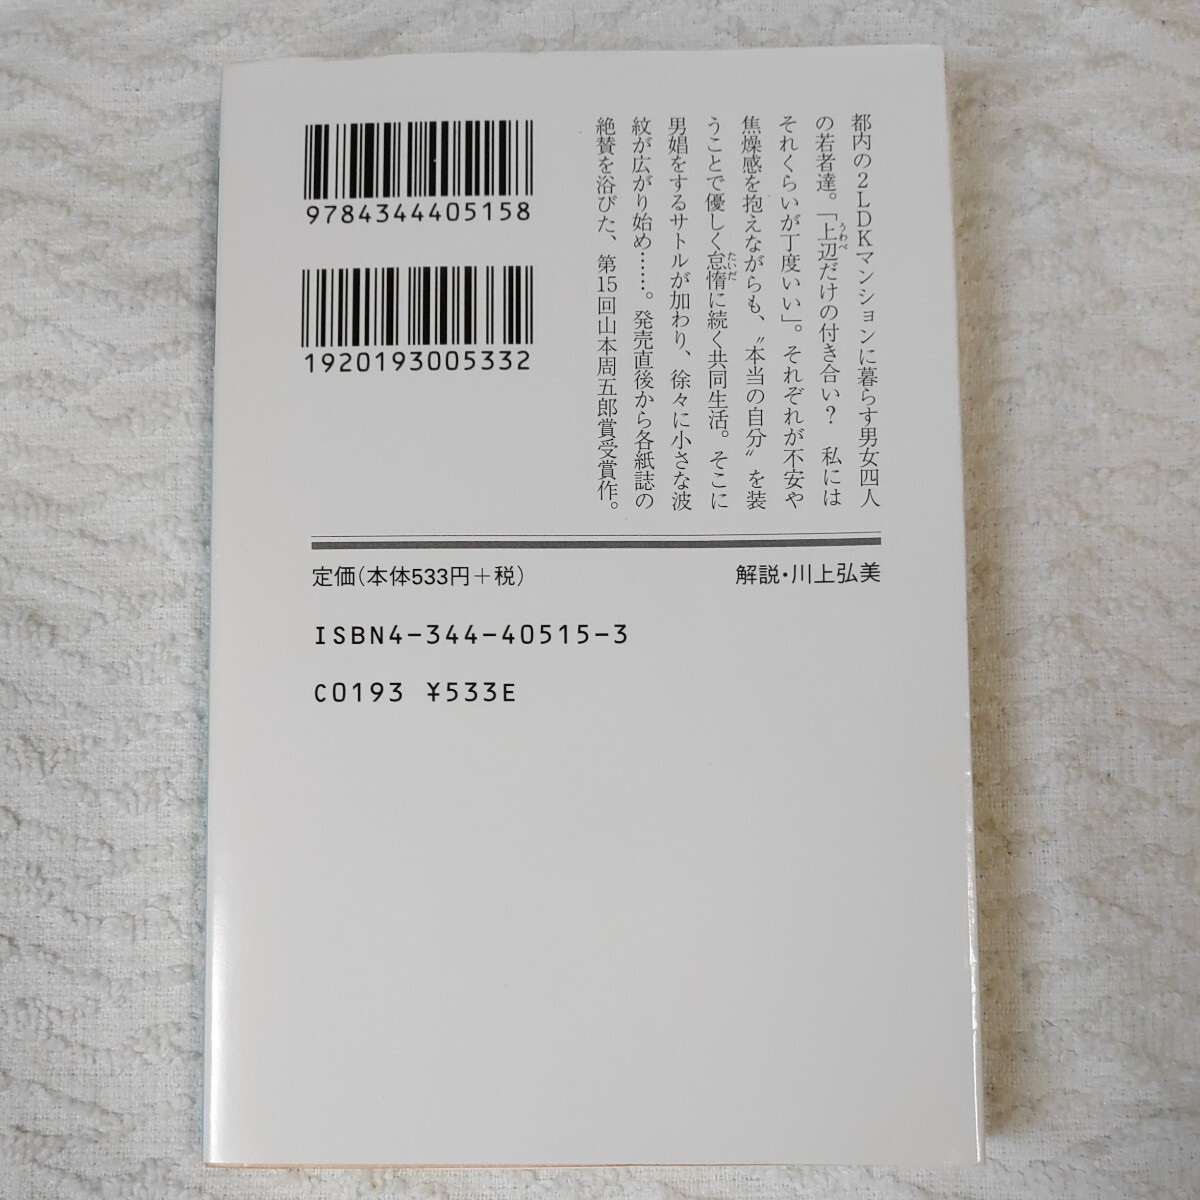 都内の2LDKマンションに暮らす男女四人
の若者達。「上辺だけの付き合い？　私には
うわべ
それくらいが丁度いい」。それぞれが不安や
焦燥感を抱えながらも、〝本当の自分〟を装
うことで優しく怠惰に続く共同生活。そこに
たいだ
男娼をするサトルが加わり、徐々に小さな波
紋が広がり始め……。発売直後から各紙誌の
絶賛を浴びた、第15回山本周五郎賞受賞作。
9784344405158
1920193005332
定価(本体533円＋税)
解説・川上弘美
ISBN4-344-40515-3
C0193 ¥533E